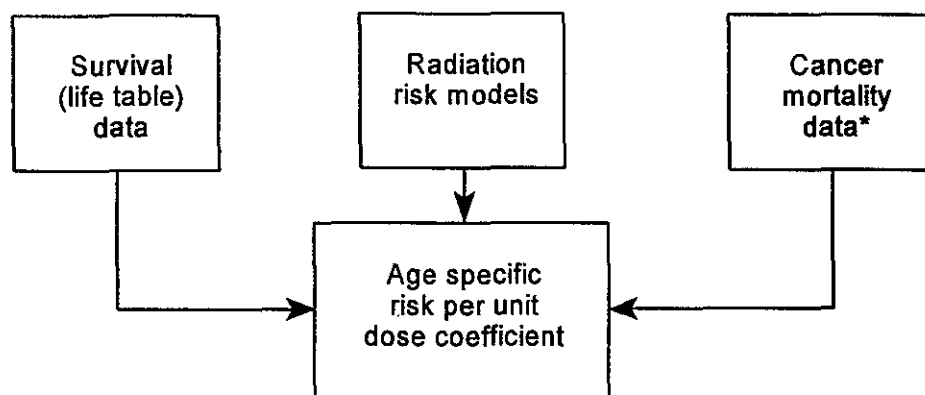 Survival
(life table)
data
Radiation
risk models
Cancer
mortality
data*
Age specific
risk per unit
dose coefficient